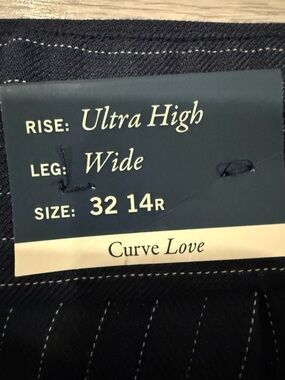 RISE: Ultra High
LEG: Wide
SIZE: 32 14R
Curve Love